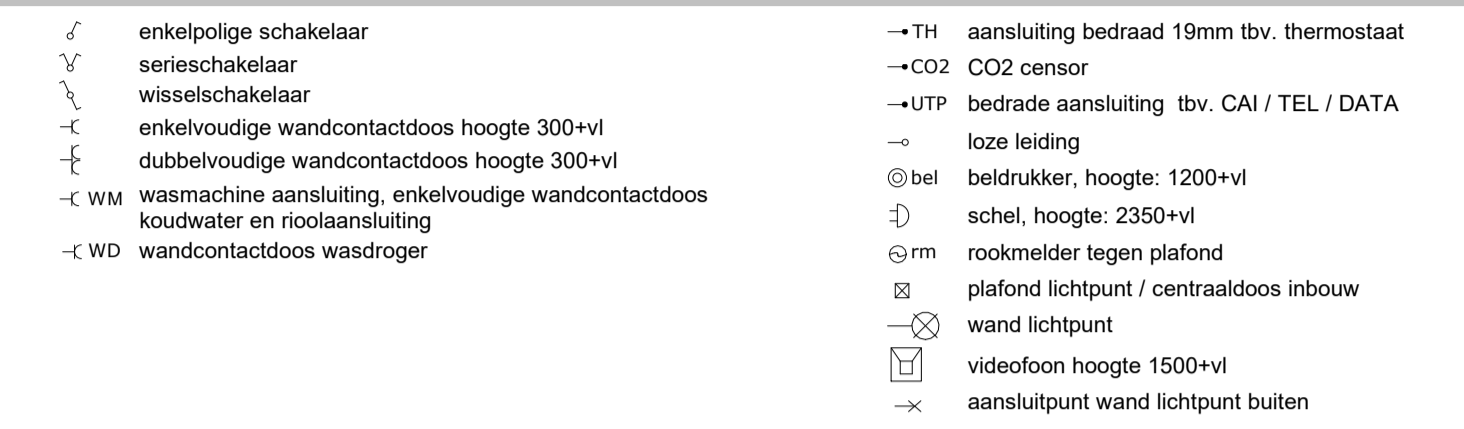 enkelpolige schakelaar
serieschakelaar
wisselschakelaar
enkelvoudige wandcontactdoos hoogte 300+vl
dubbelvoudige wandcontactdoos hoogte 300+vl
WM wasmachine aansluiting, enkelvoudige wandcontactdoos
koudwater en rioolaansluiting
WD wandcontactdoos wasdroger
TH aansluiting bedraad 19mm tbv. thermostaat
CO2 CO2 censor
UTP bedrade aansluiting tbv. CAI / TEL / DATA
loze leiding
bel beldrukker, hoogte: 1200+vl
schel, hoogte: 2350+vl
rm rookmelder tegen plafond
plafond lichtpunt / centraaldoos inbouw
wand lichtpunt
videofoon hoogte 1500+vl
aansluitpunt wand lichtpunt buiten